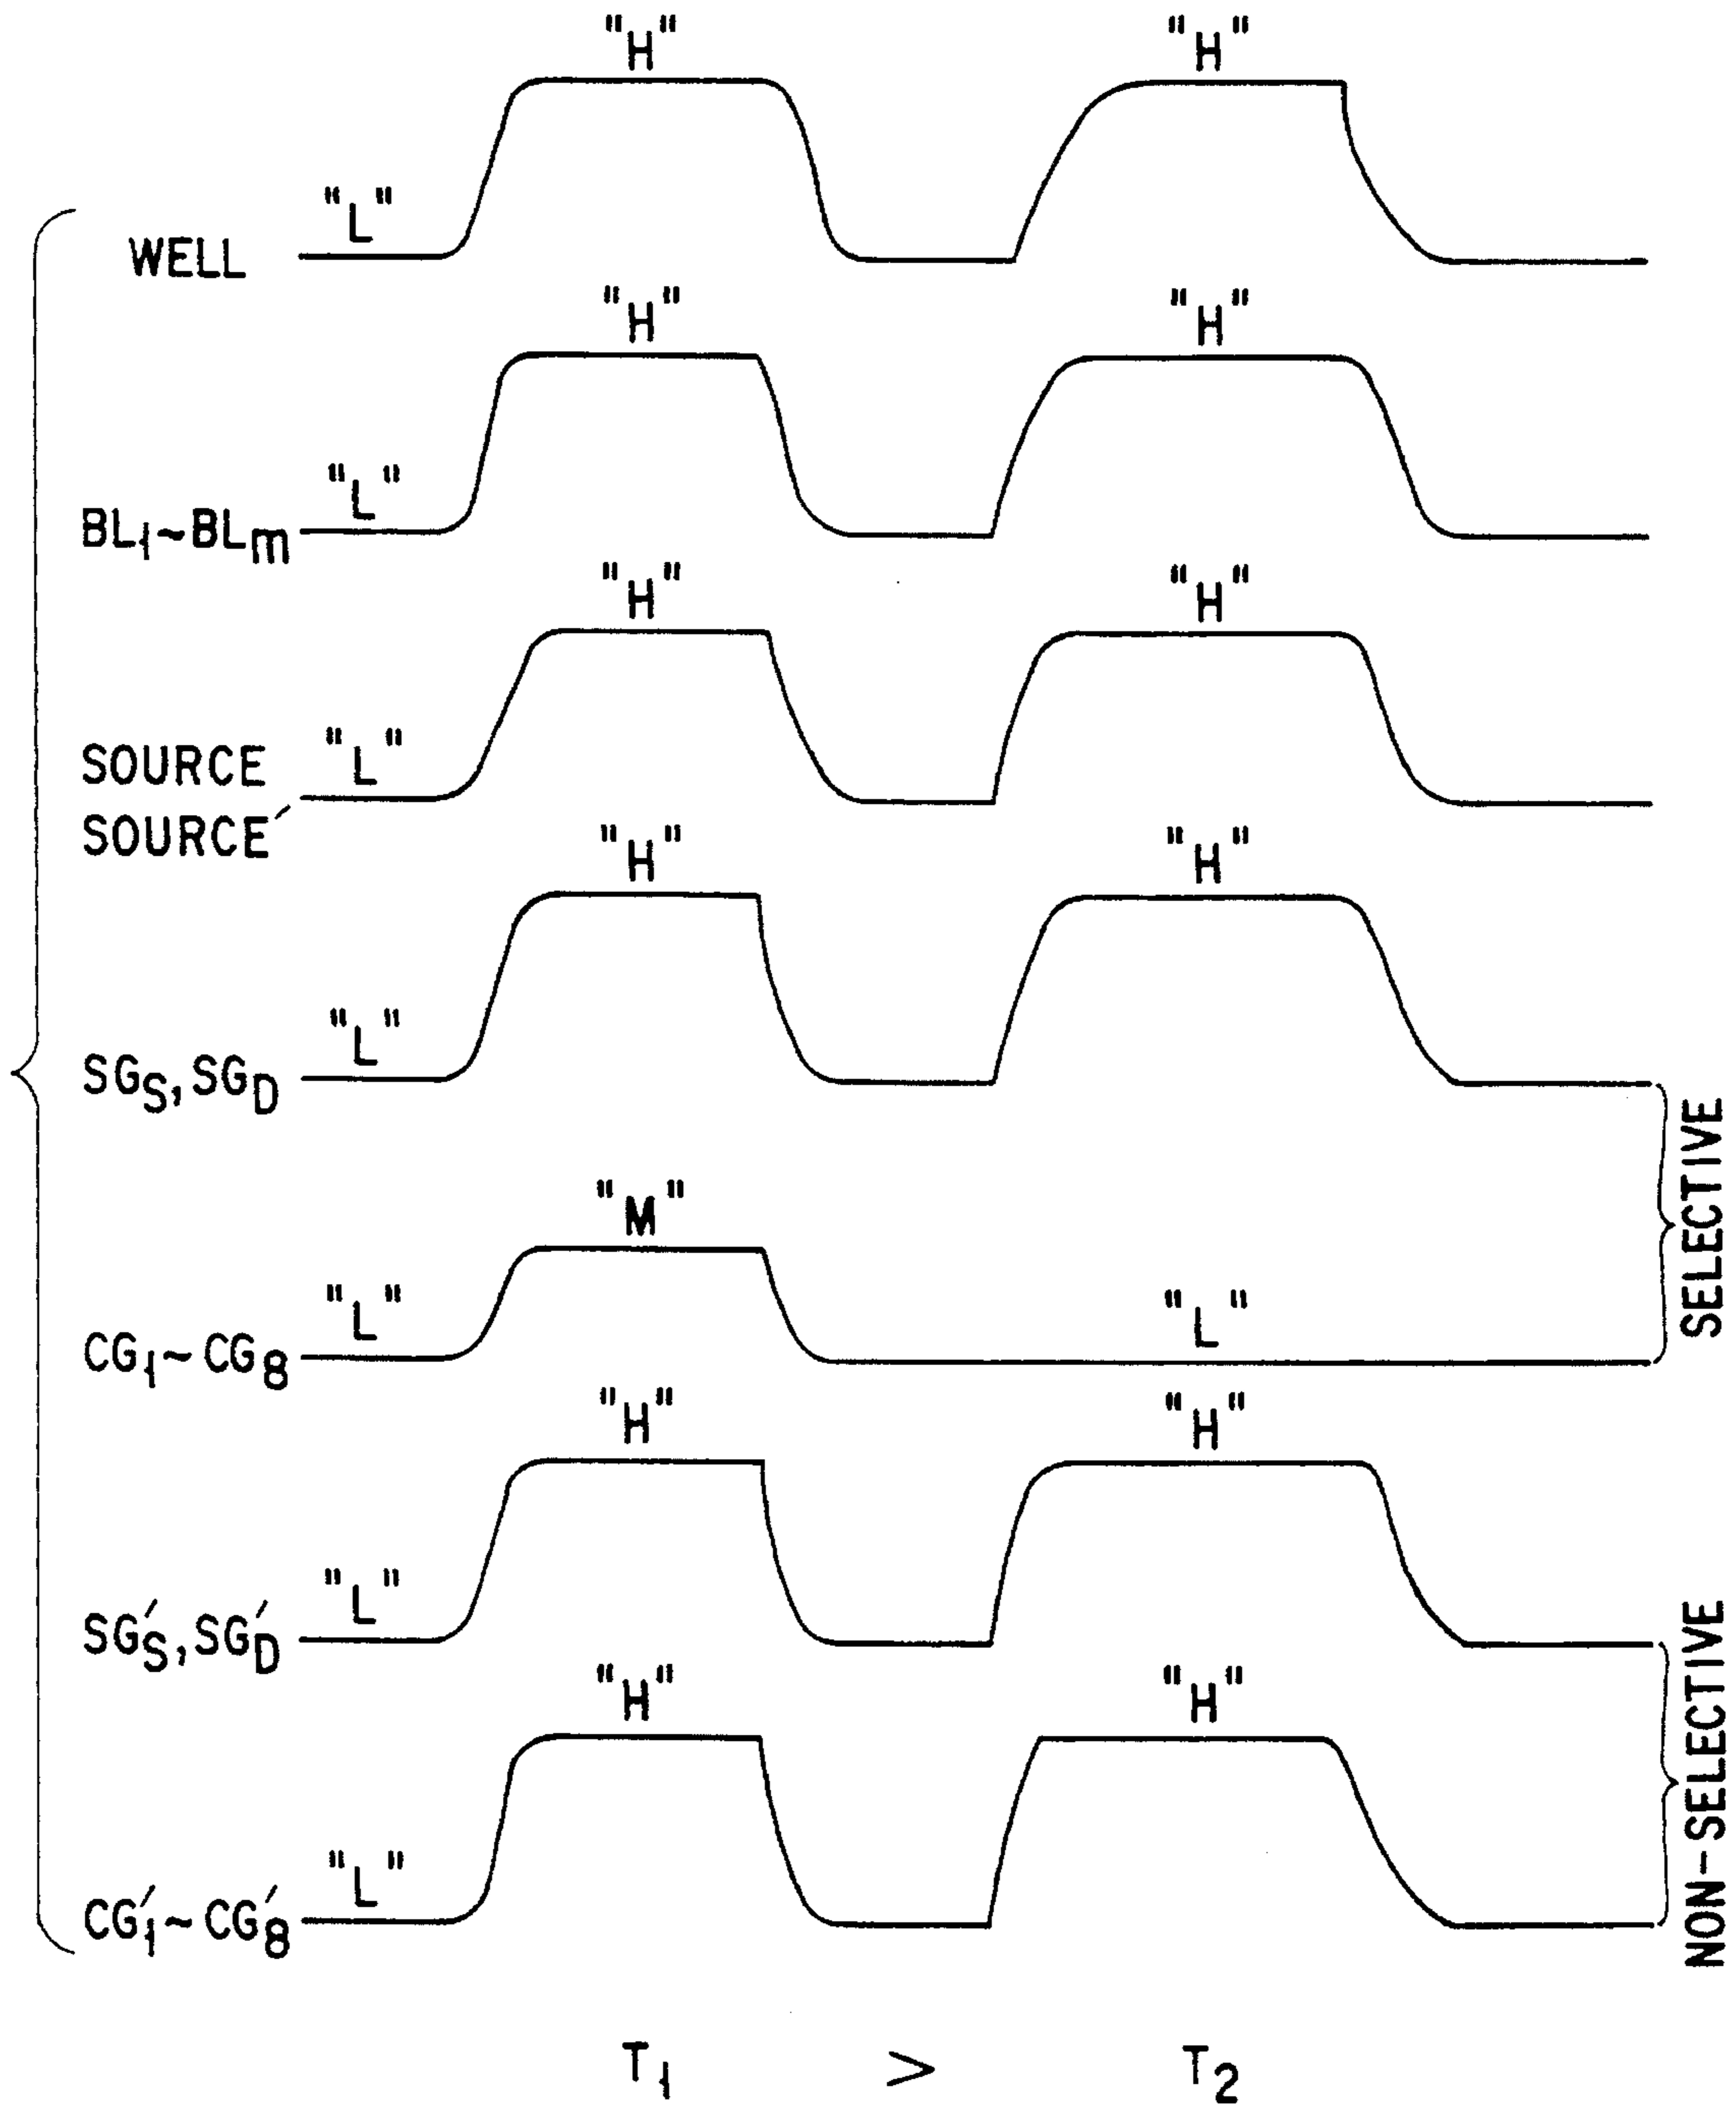 "H" "H"
"L"
WELL
"H" "H"
"L"
BL1~BLm
"H" "H"
"L"
SOURCE
SOURCE′
"H" "H"
"L"
SGS, SGD
"M"
"L" "L"
CG1~CG8
SELECTIVE
"H" "H"
"L"
SG′S, SG′D
"H" "H"
"L"
CG′1~CG′8
NON-SELECTIVE
T1 > T2